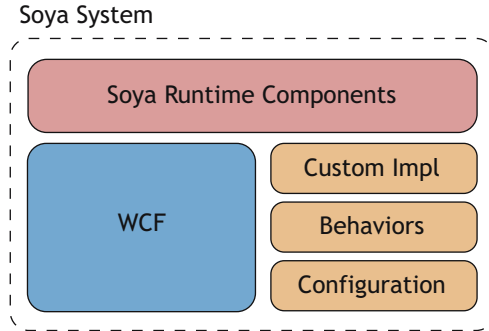 Soya System
Soya Runtime Components
WCF
Custom Impl
Behaviors
Configuration